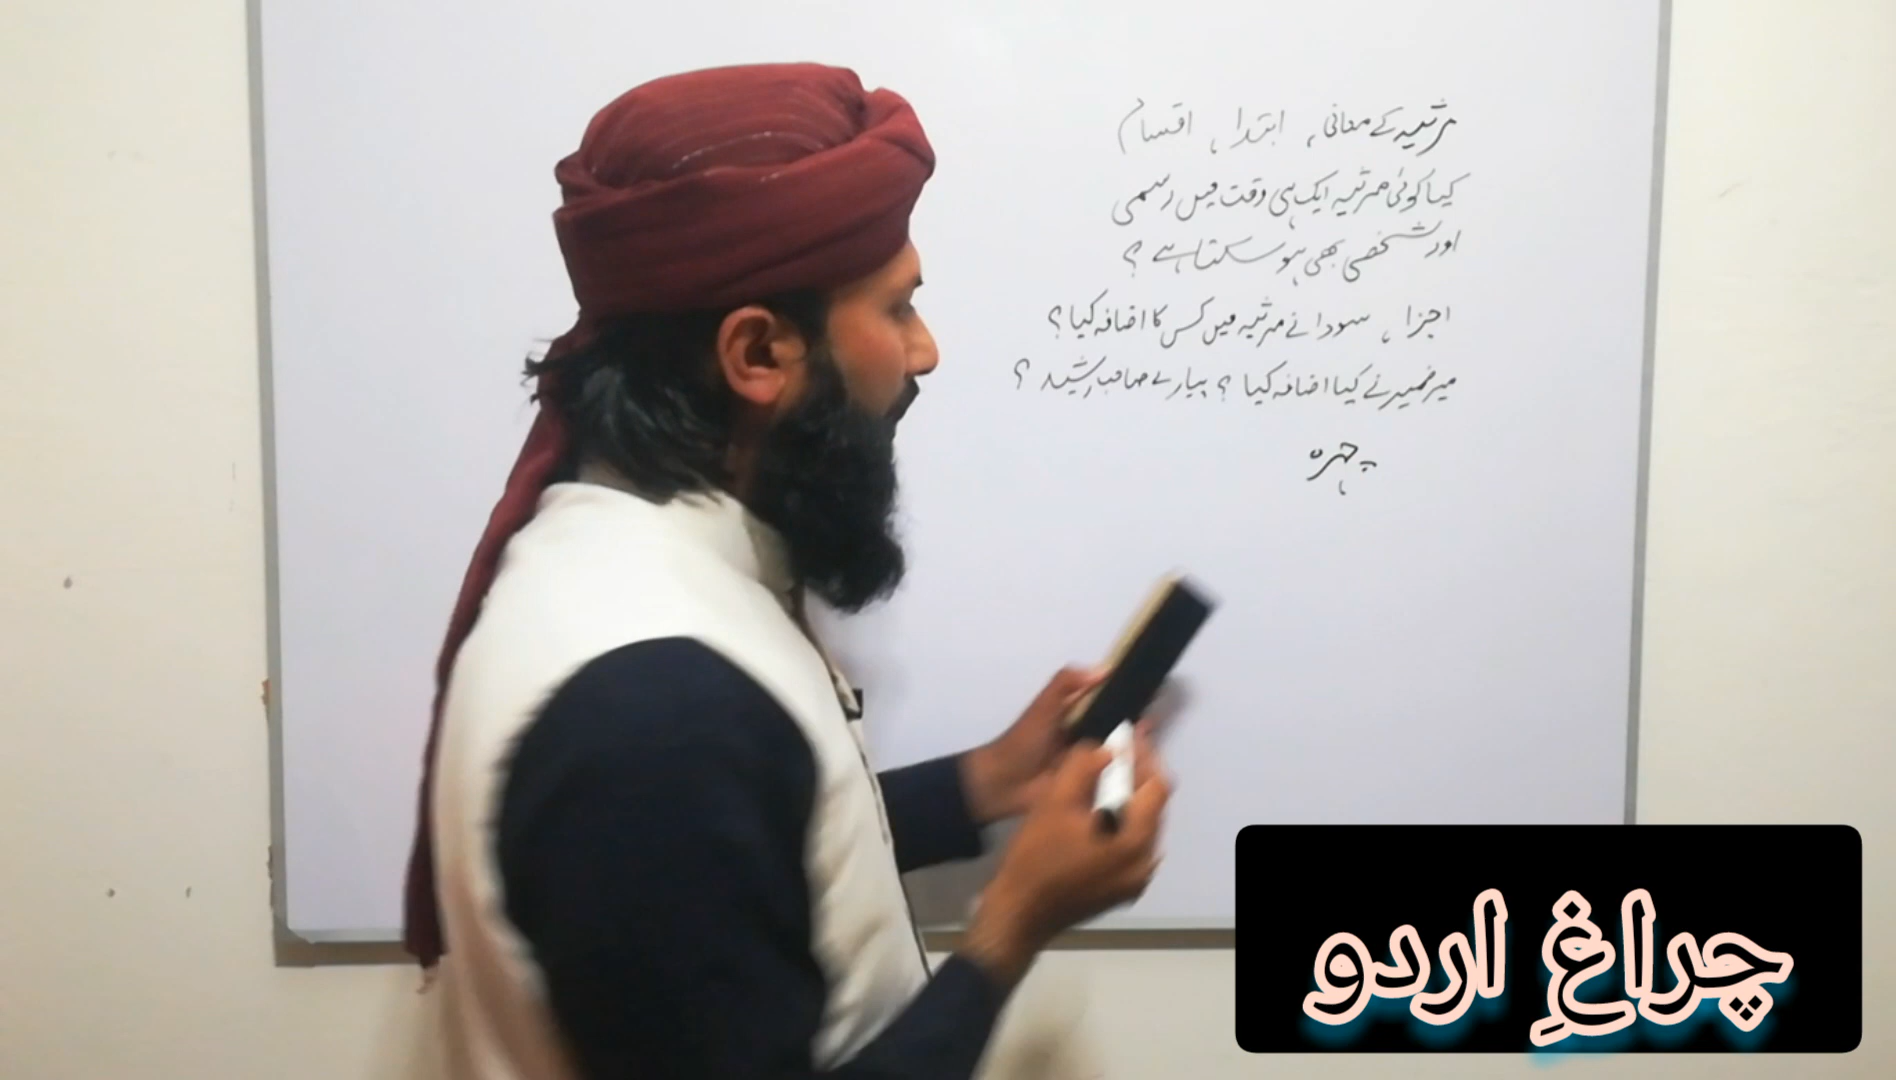 مرثیہ کے معانی، ابتدا، اقسام
کیا کوئی مرثیہ ایک ہی وقت میں رسمی
اور شخصی بھی ہو سکتا ہے؟
اجزا، سودا نے مرثیہ میں کس کا اضافہ کیا؟
میر ضمیر نے کیا اضافہ کیا؟ پیارے صاحب رشید؟
چہرہ
چراغِ اردو